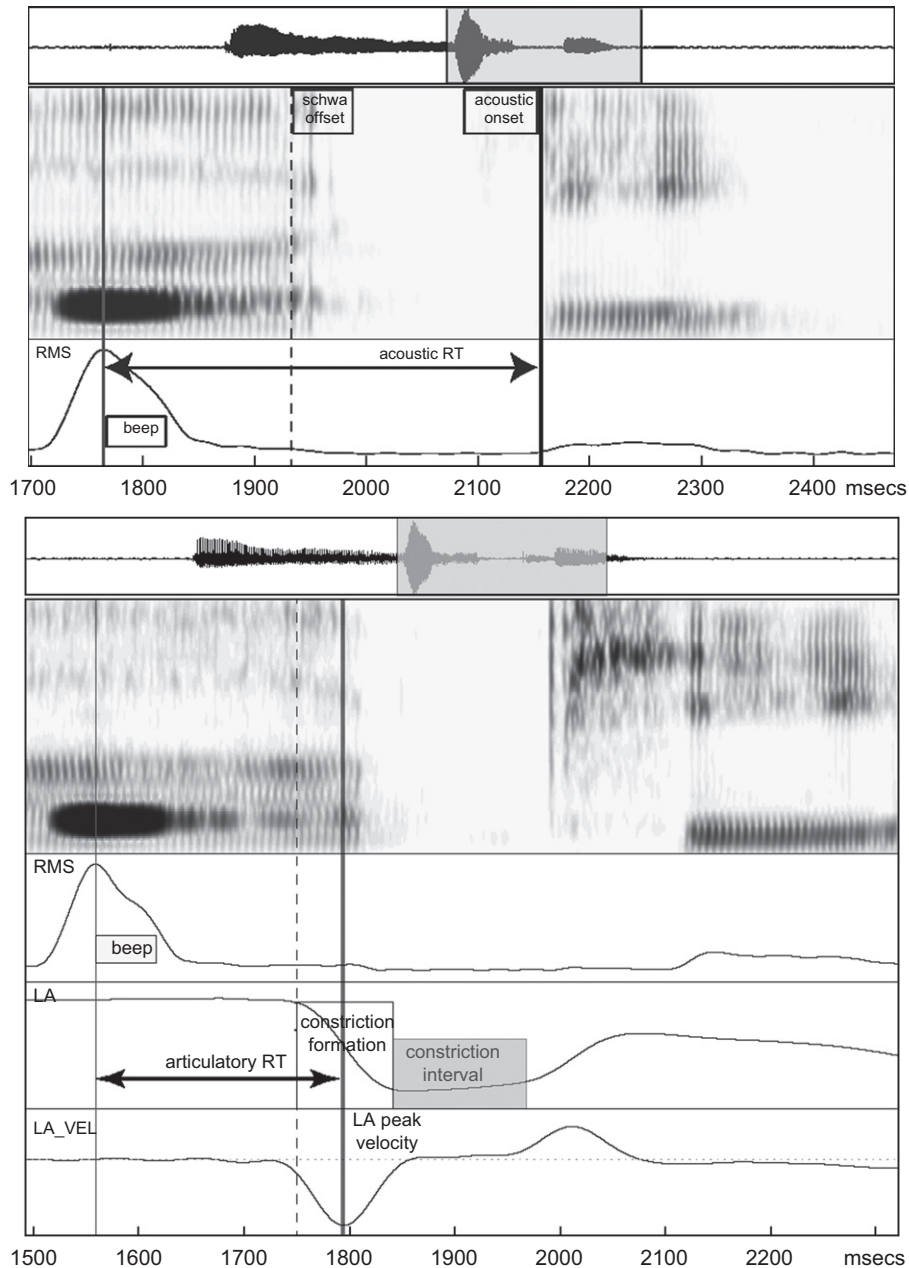 schwa offset
acoustic onset
RMS
acoustic RT
beep
1700 1800 1900 2000 2100 2200 2300 2400 msecs
RMS
beep
LA
constriction formation
constriction interval
articulatory RT
LA_VEL
LA peak velocity
1500 1600 1700 1800 1900 2000 2100 2200 msecs